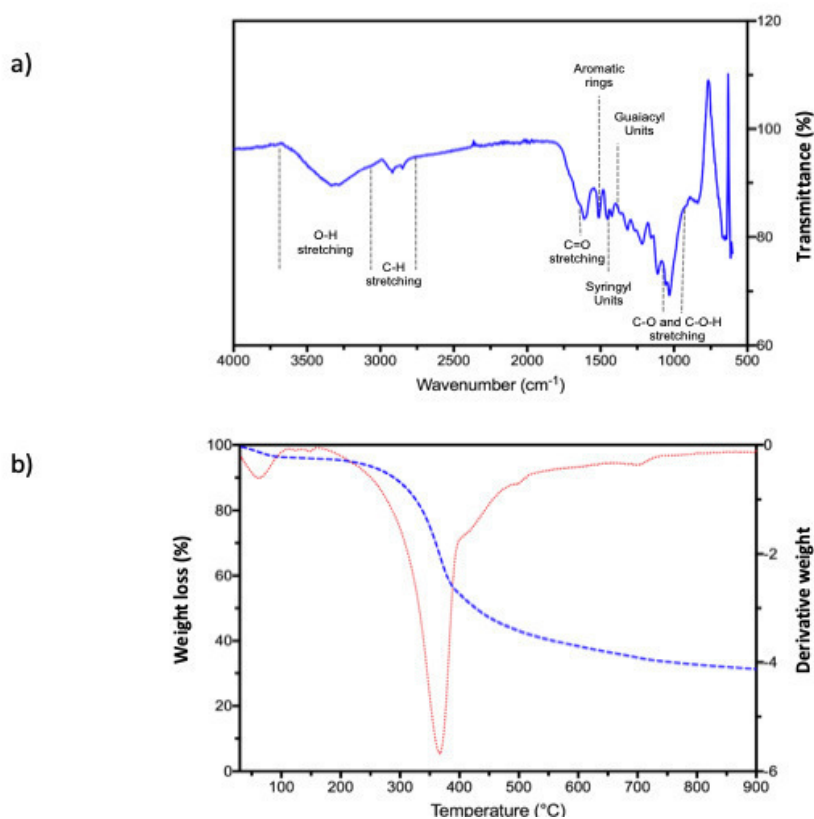 a)
120
Aromatic
rings
Guaiacyl
Units
100
Transmittance (%)
O-H
stretching
C-H
stretching
C=O
stretching
80
Syringyl
Units
C-O and C-O-H
stretching
60
4000 3500 3000 2500 2000 1500 1000 500
Wavenumber (cm⁻¹)
b)
100 0
80
-2
60
Weight loss (%)
Derivative weight
40
-4
20
0 -6
100 200 300 400 500 600 700 800 900
Temperature (°C)